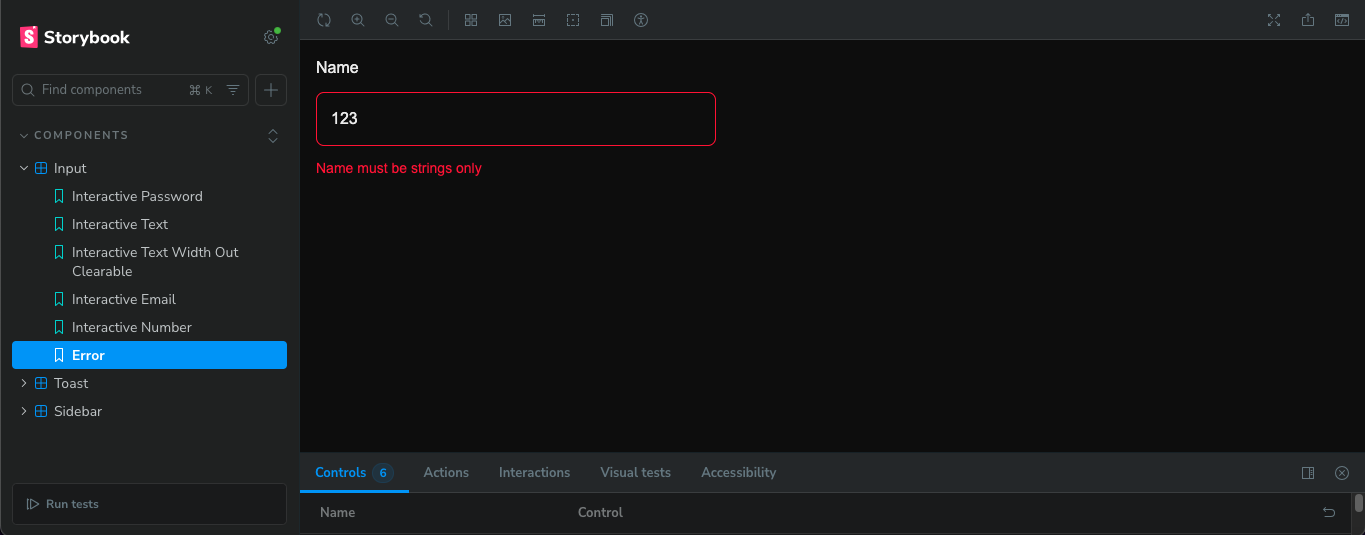 Storybook
Find components
⌘ K
COMPONENTS
Input
Interactive Password
Interactive Text
Interactive Text Width Out
Clearable
Interactive Email
Interactive Number
Error
Toast
Sidebar
Run tests
Name
123
Name must be strings only
Controls 6 Actions Interactions Visual tests Accessibility
Name Control